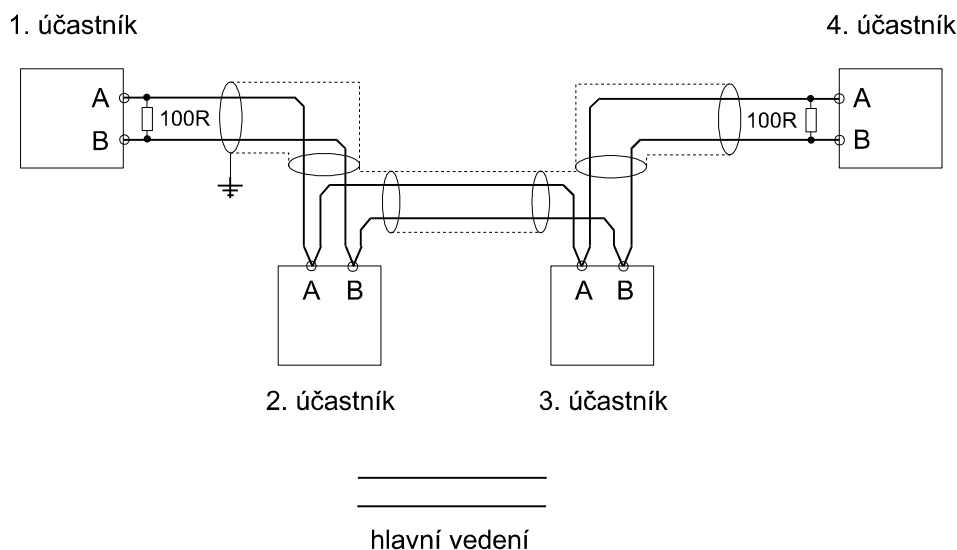 1. účastník
4. účastník
A
100R
B
100R
A
B
A B
A B
2. účastník
3. účastník
hlavní vedení